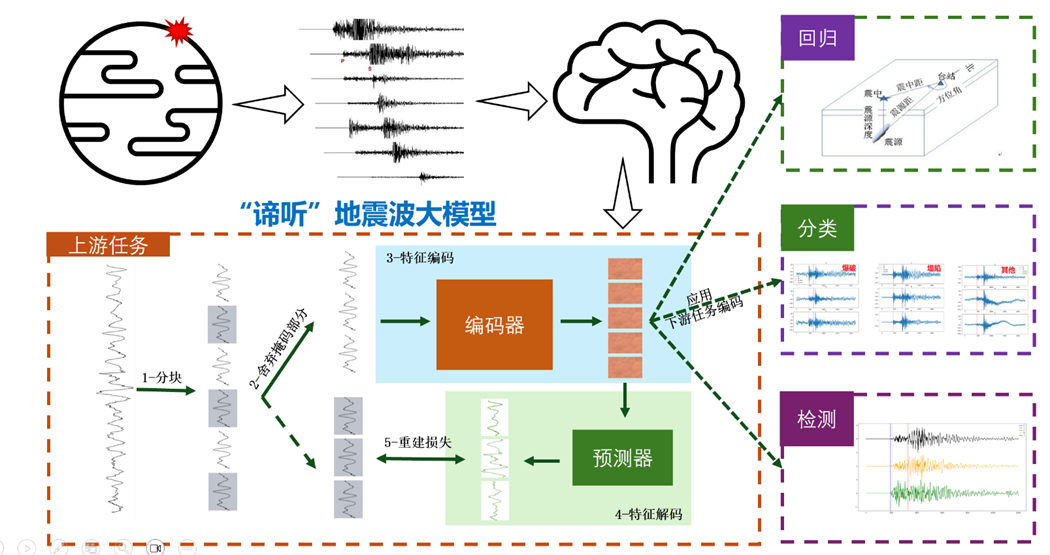 P
S
“谛听”地震波大模型
上游任务
1-分块
2-舍弃掩码部分
3-特征编码
编码器
应用
下游任务编码
5-重建损失
预测器
4-特征解码
回归
震中
震中距
台站
北
震源距
方位角
震源深度
震源
分类
爆破
塌陷
其他
检测